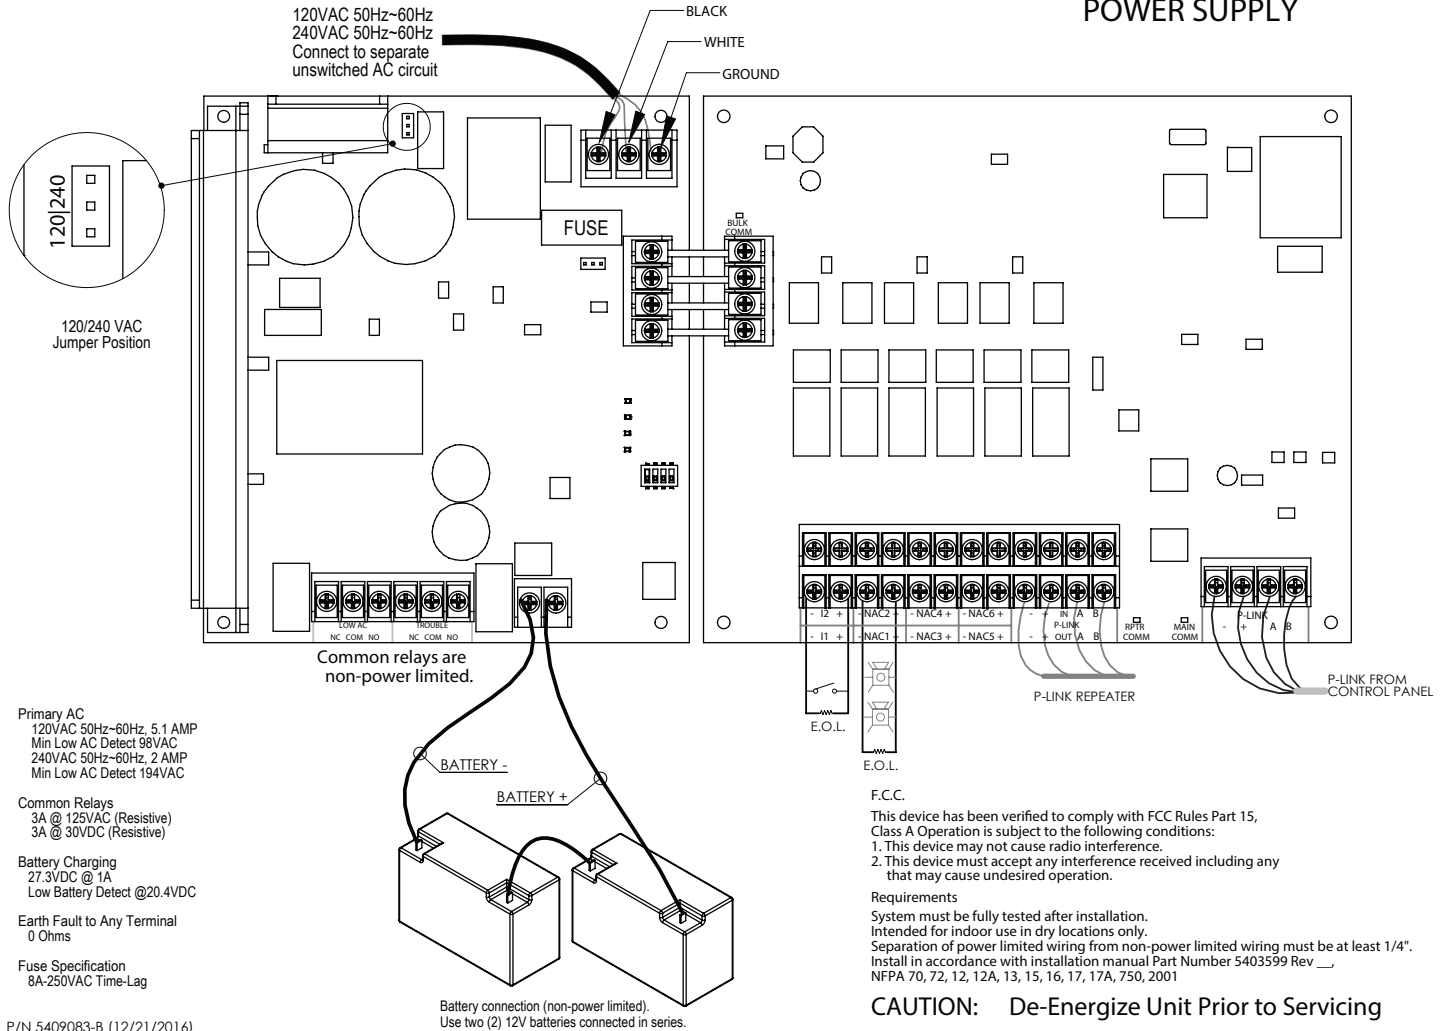 POWER SUPPLY
120VAC 50Hz~60Hz
240VAC 50Hz~60Hz
Connect to separate
unswitched AC circuit
BLACK
WHITE
GROUND
120|240
120/240 VAC
Jumper Position
FUSE
BULK
COMM
LOW AC
TROUBLE
NC COM NO
NC COM NO
Common relays are
non-power limited.
- I2 +
- NAC2 +
- NAC4 +
- NAC6 +
- + IN A B
P-LINK
- I1 +
- NAC1 +
- NAC3 +
- NAC5 +
- + OUT A B
RPTR
COMM
MAIN
COMM
P-LINK
- + A B
E.O.L.
E.O.L.
P-LINK REPEATER
P-LINK FROM
CONTROL PANEL
BATTERY -
BATTERY +
Primary AC
120VAC 50Hz~60Hz, 5.1 AMP
Min Low AC Detect 98VAC
240VAC 50Hz~60Hz, 2 AMP
Min Low AC Detect 194VAC
Common Relays
3A @ 125VAC (Resistive)
3A @ 30VDC (Resistive)
Battery Charging
27.3VDC @ 1A
Low Battery Detect @20.4VDC
Earth Fault to Any Terminal
0 Ohms
Fuse Specification
8A-250VAC Time-Lag
P/N 5409083-B (12/21/2016)
Battery connection (non-power limited).
Use two (2) 12V batteries connected in series.
F.C.C.
This device has been verified to comply with FCC Rules Part 15,
Class A Operation is subject to the following conditions:
1. This device may not cause radio interference.
2. This device must accept any interference received including any
that may cause undesired operation.
Requirements
System must be fully tested after installation.
Intended for indoor use in dry locations only.
Separation of power limited wiring from non-power limited wiring must be at least 1/4".
Install in accordance with installation manual Part Number 5403599 Rev __,
NFPA 70, 72, 12, 12A, 13, 15, 16, 17, 17A, 750, 2001
CAUTION: De-Energize Unit Prior to Servicing